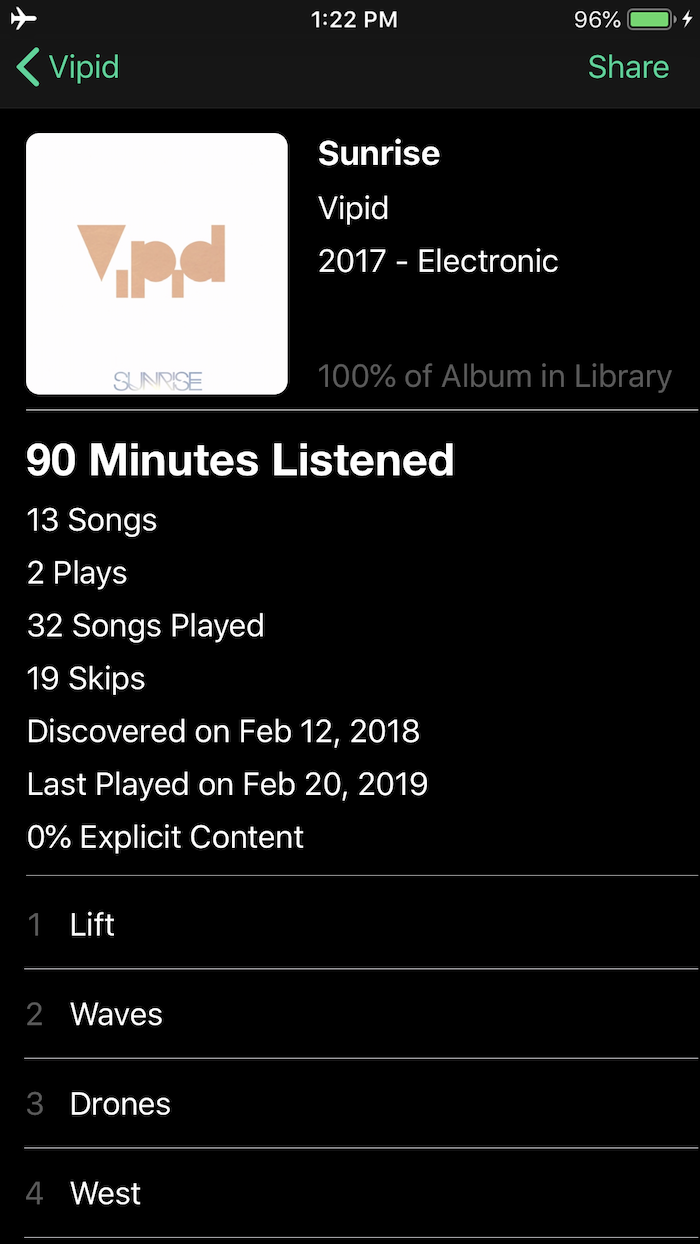 1:22 PM 96%
Vipid Share
Vipid
SUNRISE
Sunrise
Vipid
2017 - Electronic
100% of Album in Library
90 Minutes Listened
13 Songs
2 Plays
32 Songs Played
19 Skips
Discovered on Feb 12, 2018
Last Played on Feb 20, 2019
0% Explicit Content
1 Lift
2 Waves
3 Drones
4 West